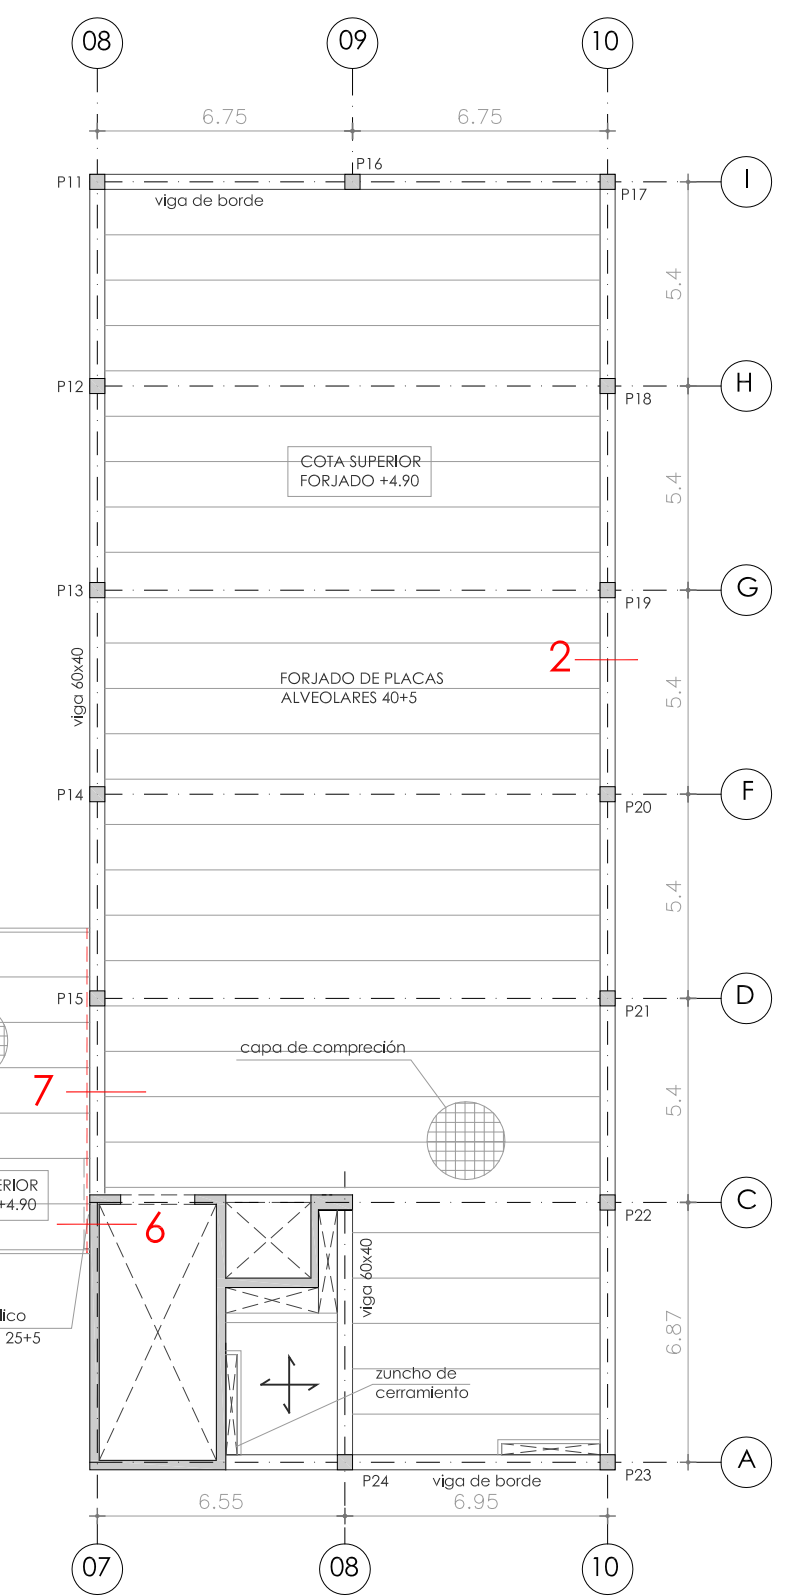 08
09
10
6.75
6.75
P16
P11
P17
I
viga de borde
5.4
P12
P18
H
COTA SUPERIOR
FORJADO +4.90
5.4
P13
P19
G
2
viga 60x40
FORJADO DE PLACAS
ALVEOLARES 40+5
5.4
P14
P20
F
5.4
P15
P21
D
capa de compreción
7
5.4
ERIOR
+4.90
P22
C
6
viga 60x40
lico
25+5
6.87
zuncho de
cerramiento
P24
viga de borde
P23
A
6.55
6.95
07
08
10